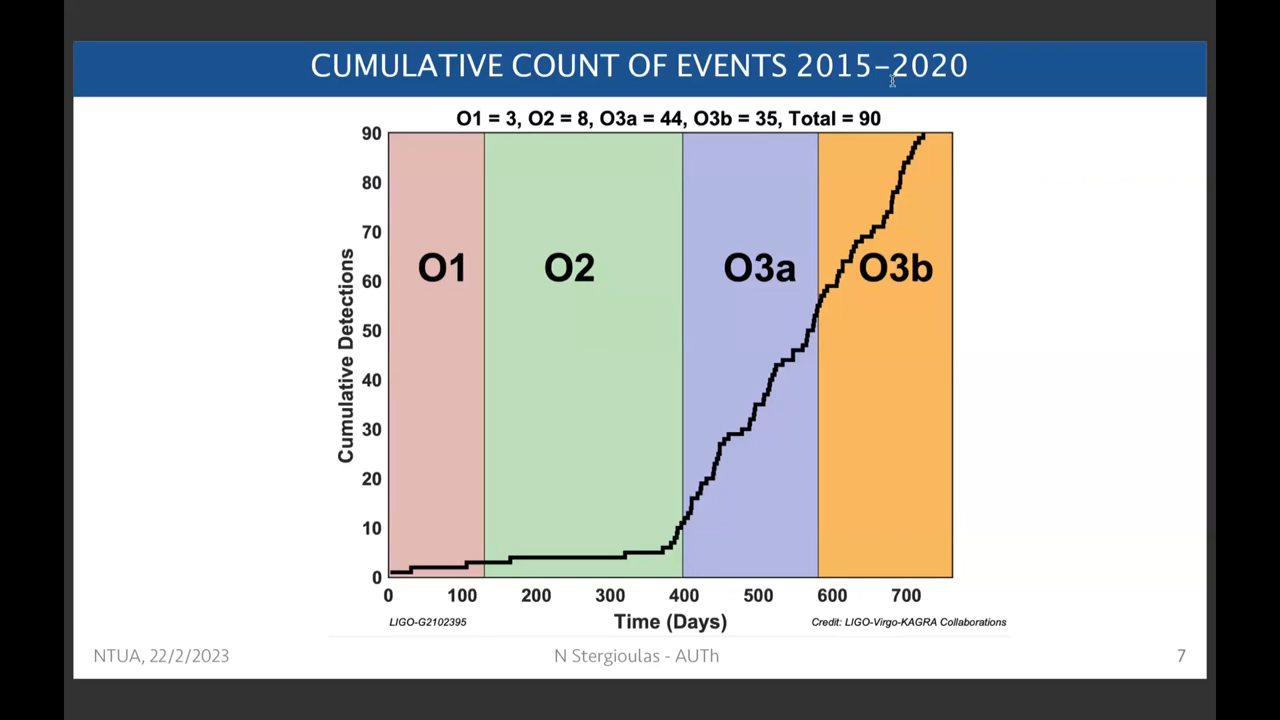 CUMULATIVE COUNT OF EVENTS 2015–2020
O1 = 3, O2 = 8, O3a = 44, O3b = 35, Total = 90
90
80
70
60
50
40
30
20
10
0
Cumulative Detections
O1
O2
O3a
O3b
0 100 200 300 400 500 600 700
Time (Days)
LIGO-G2102395
Credit: LIGO-Virgo-KAGRA Collaborations
NTUA, 22/2/2023
N Stergioulas - AUTh
7